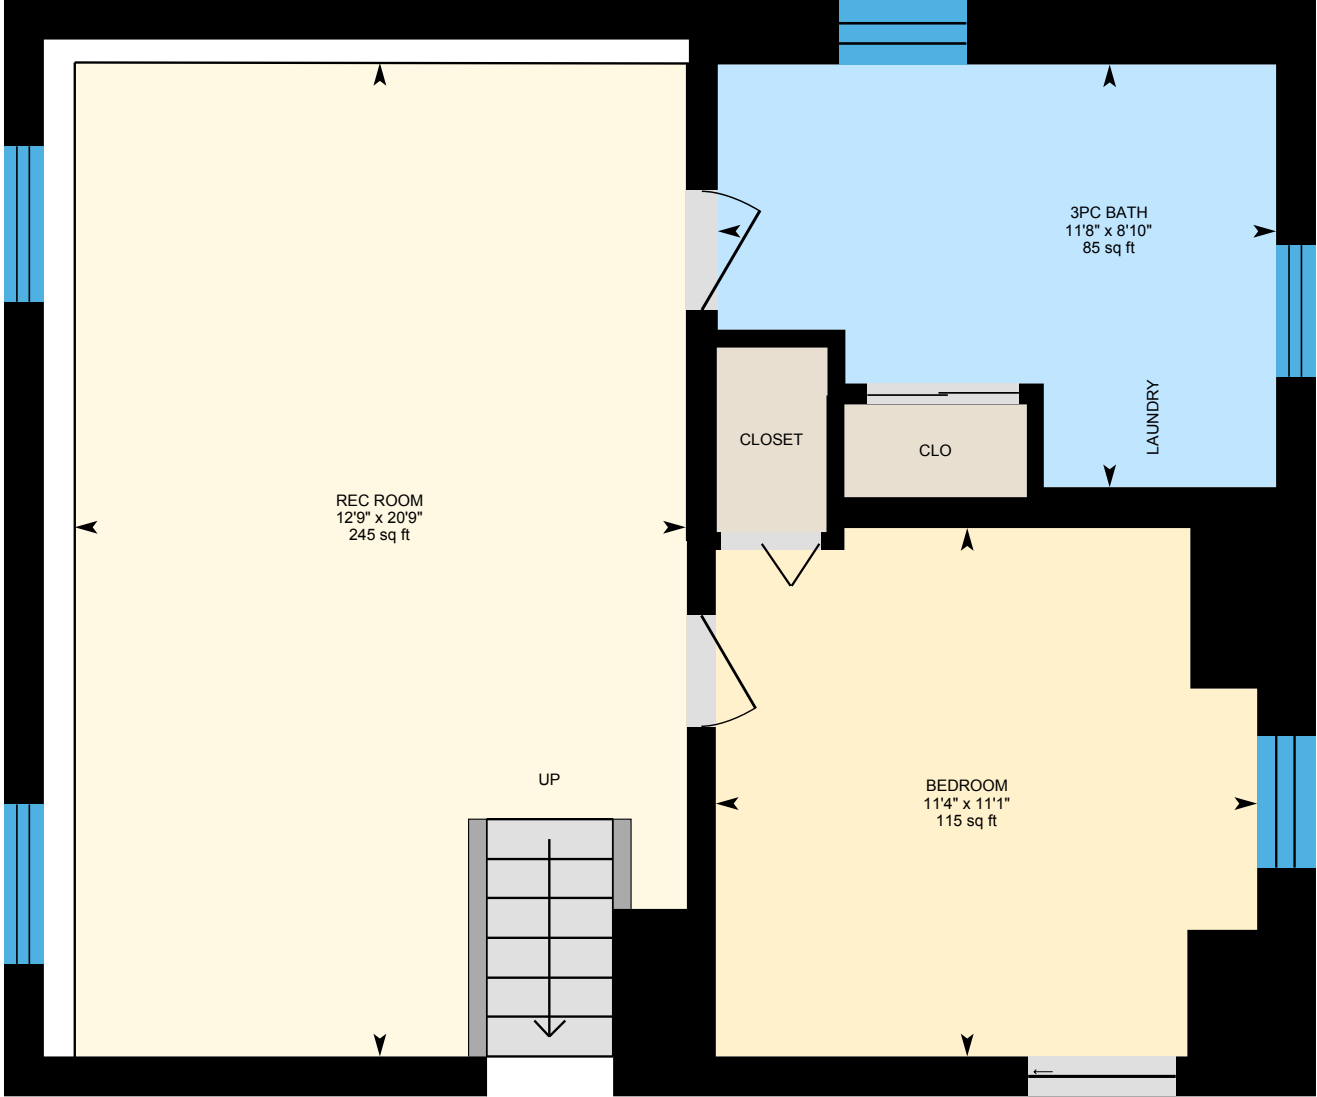 3PC BATH
11'8" x 8'10"
85 sq ft
LAUNDRY
CLOSET
CLO
REC ROOM
12'9" x 20'9"
245 sq ft
UP
BEDROOM
11'4" x 11'1"
115 sq ft